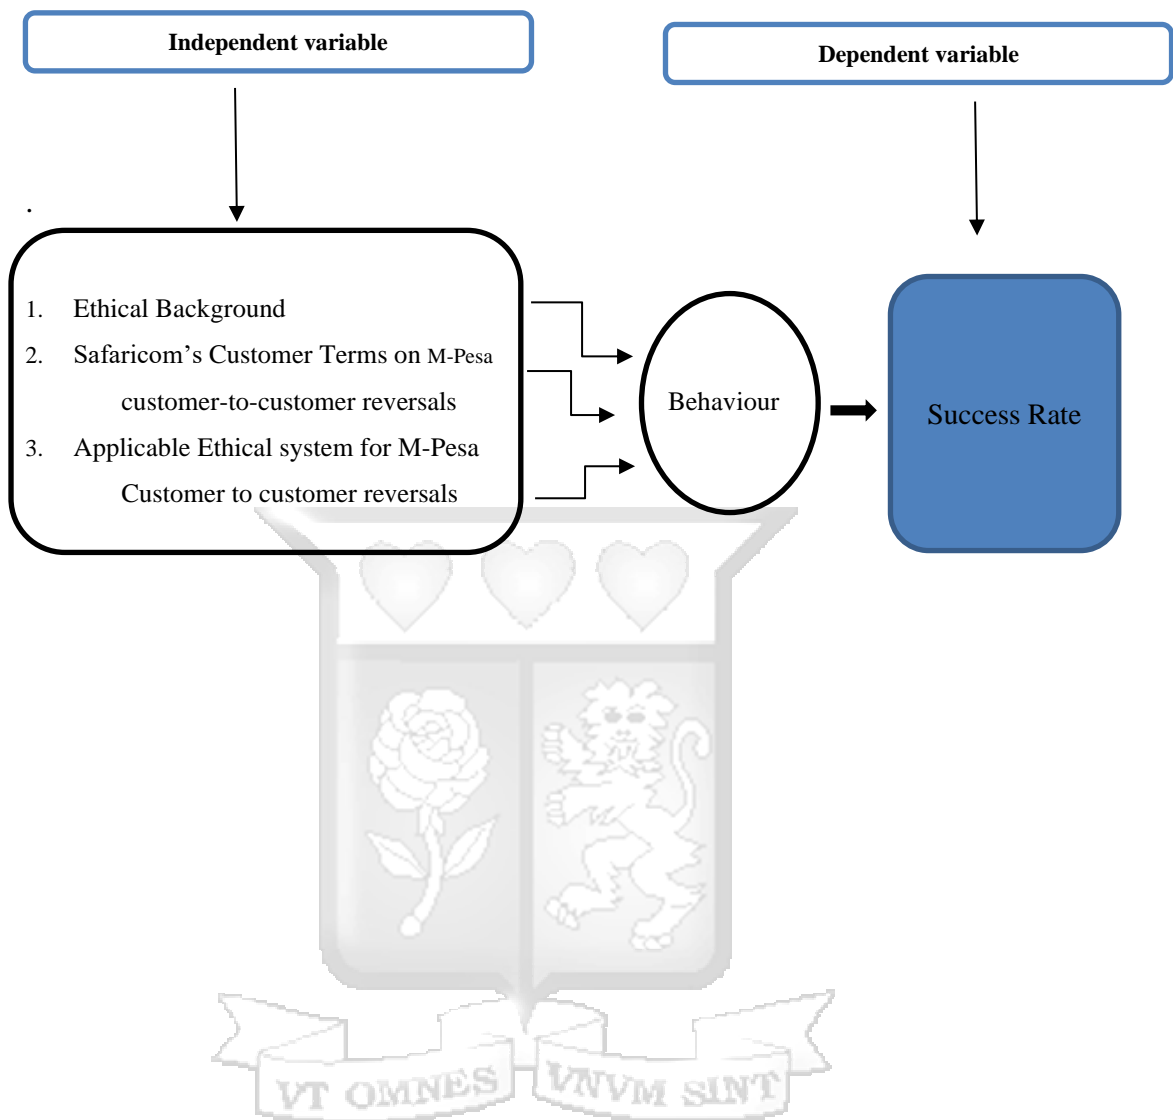 Independent variable
Dependent variable
.
1. Ethical Background
2. Safaricom’s Customer Terms on M-Pesa
customer-to-customer reversals
3. Applicable Ethical system for M-Pesa
Customer to customer reversals
Behaviour
Success Rate
VT OMNES VNVM SINT